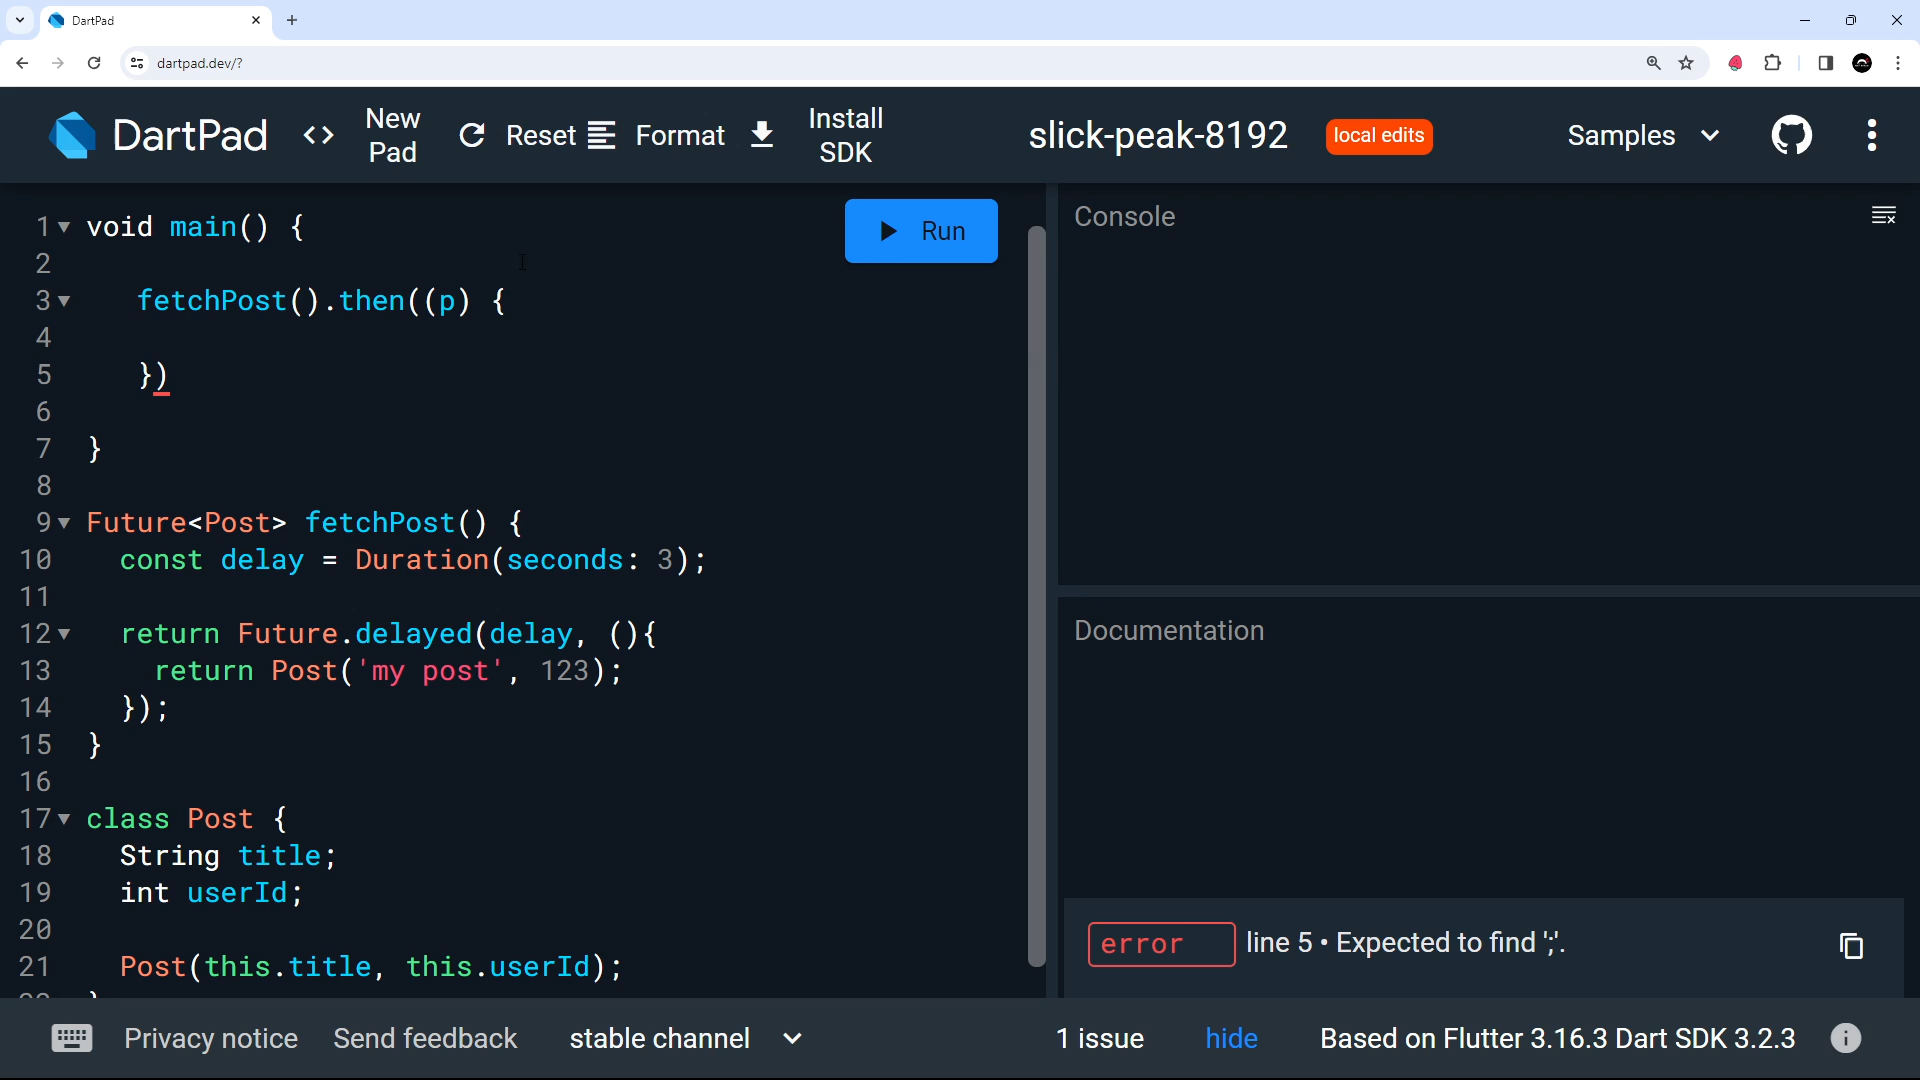 DartPad
dartpad.dev/?
DartPad
<>
New Pad
Reset
Format
Install SDK
slick-peak-8192
local edits
Samples
1 void main() {
2
3 fetchPost().then((p) {
4
5 })
6
7 }
8
9 Future<Post> fetchPost() {
10 const delay = Duration(seconds: 3);
11
12 return Future.delayed(delay, (){
13 return Post('my post', 123);
14 });
15 }
16
17 class Post {
18 String title;
19 int userId;
20
21 Post(this.title, this.userId);
Run
Console
Documentation
error line 5 • Expected to find ';'.
Privacy notice
Send feedback
stable channel
1 issue
hide
Based on Flutter 3.16.3 Dart SDK 3.2.3